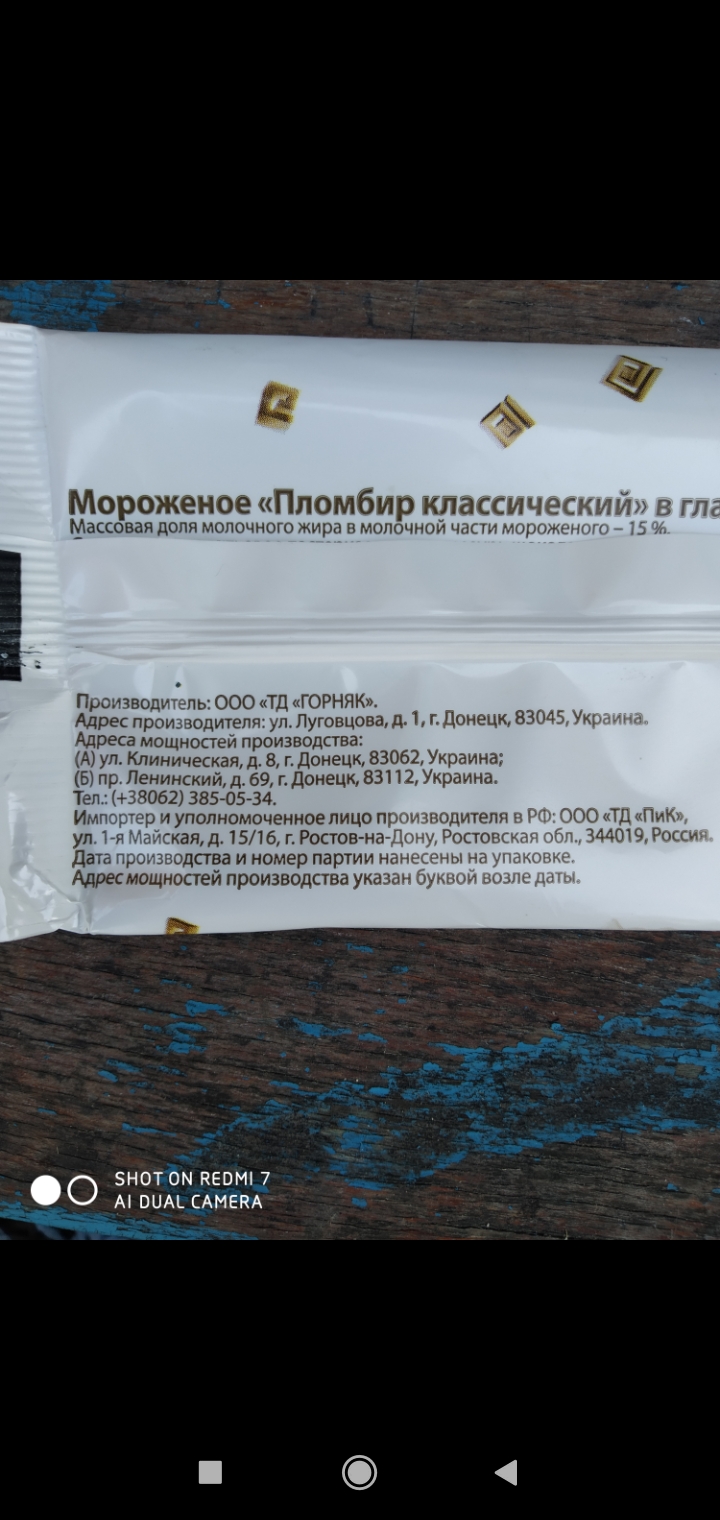 Мороженое «Пломбир классический» в гла
Массовая доля молочного жира в молочной части мороженого – 15 %.
Производитель: ООО «ТД «ГОРНЯК».
Адрес производителя: ул. Луговцова, д. 1, г. Донецк, 83045, Украина.
Адреса мощностей производства:
(А) ул. Клиническая, д. 8, г. Донецк, 83062, Украина;
(Б) пр. Ленинский, д. 69, г. Донецк, 83112, Украина.
Тел.: (+38062) 385-05-34.
Импортер и уполномоченное лицо производителя в РФ: ООО «ТД «ПиК»,
ул. 1-я Майская, д. 15/16, г. Ростов-на-Дону, Ростовская обл., 344019, Россия.
Дата производства и номер партии нанесены на упаковке.
Адрес мощностей производства указан буквой возле даты.
SHOT ON REDMI 7
AI DUAL CAMERA